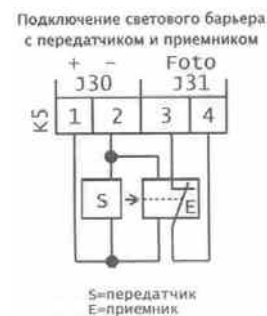 Подключение светового барьера
с передатчиком и приемником
+ − Foto
J30 J31
K5 1 2 3 4
S E
S=передатчик
E=приемник